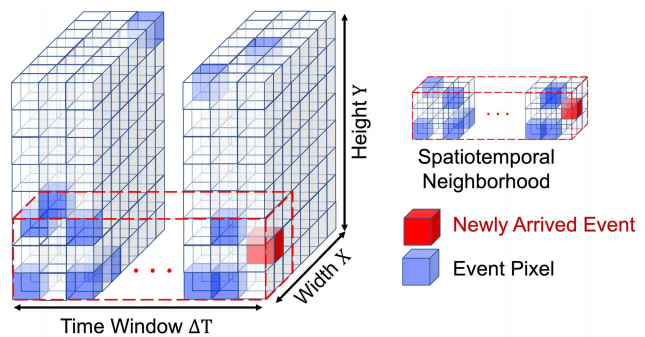 Height Y
Width X
Time Window ΔT
Spatiotemporal
Neighborhood
Newly Arrived Event
Event Pixel